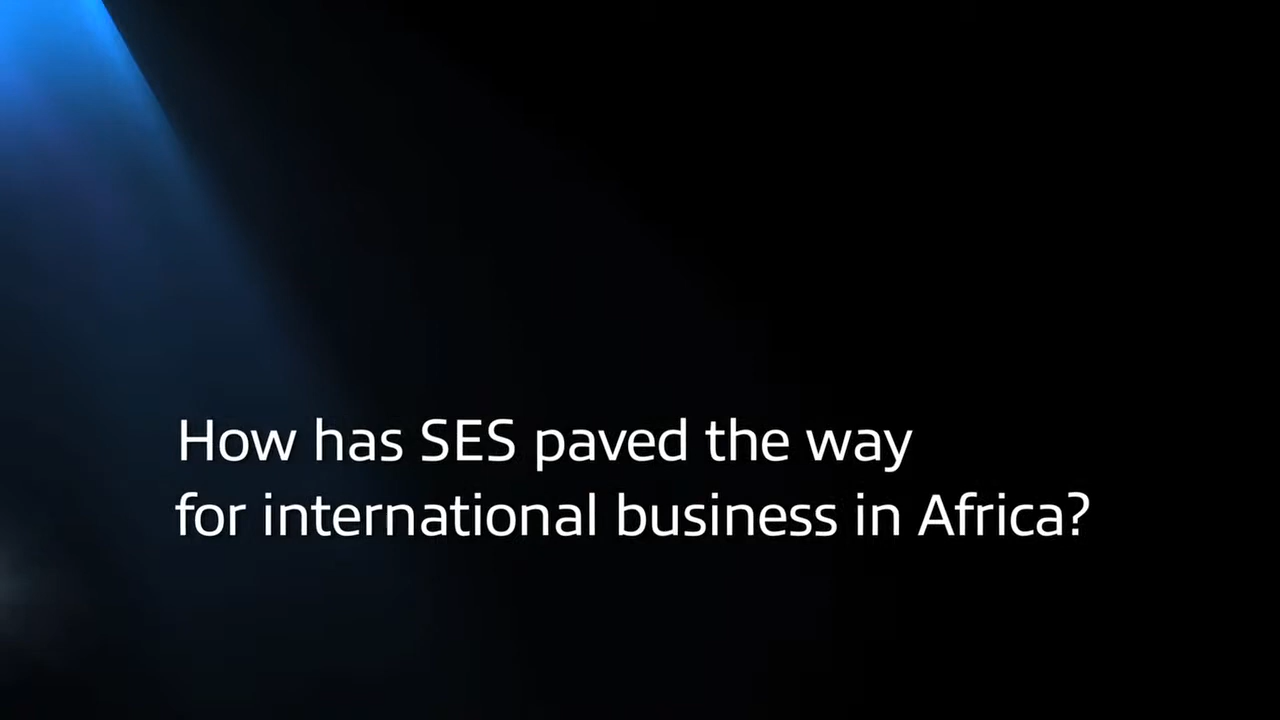 How has SES paved the way
for international business in Africa?